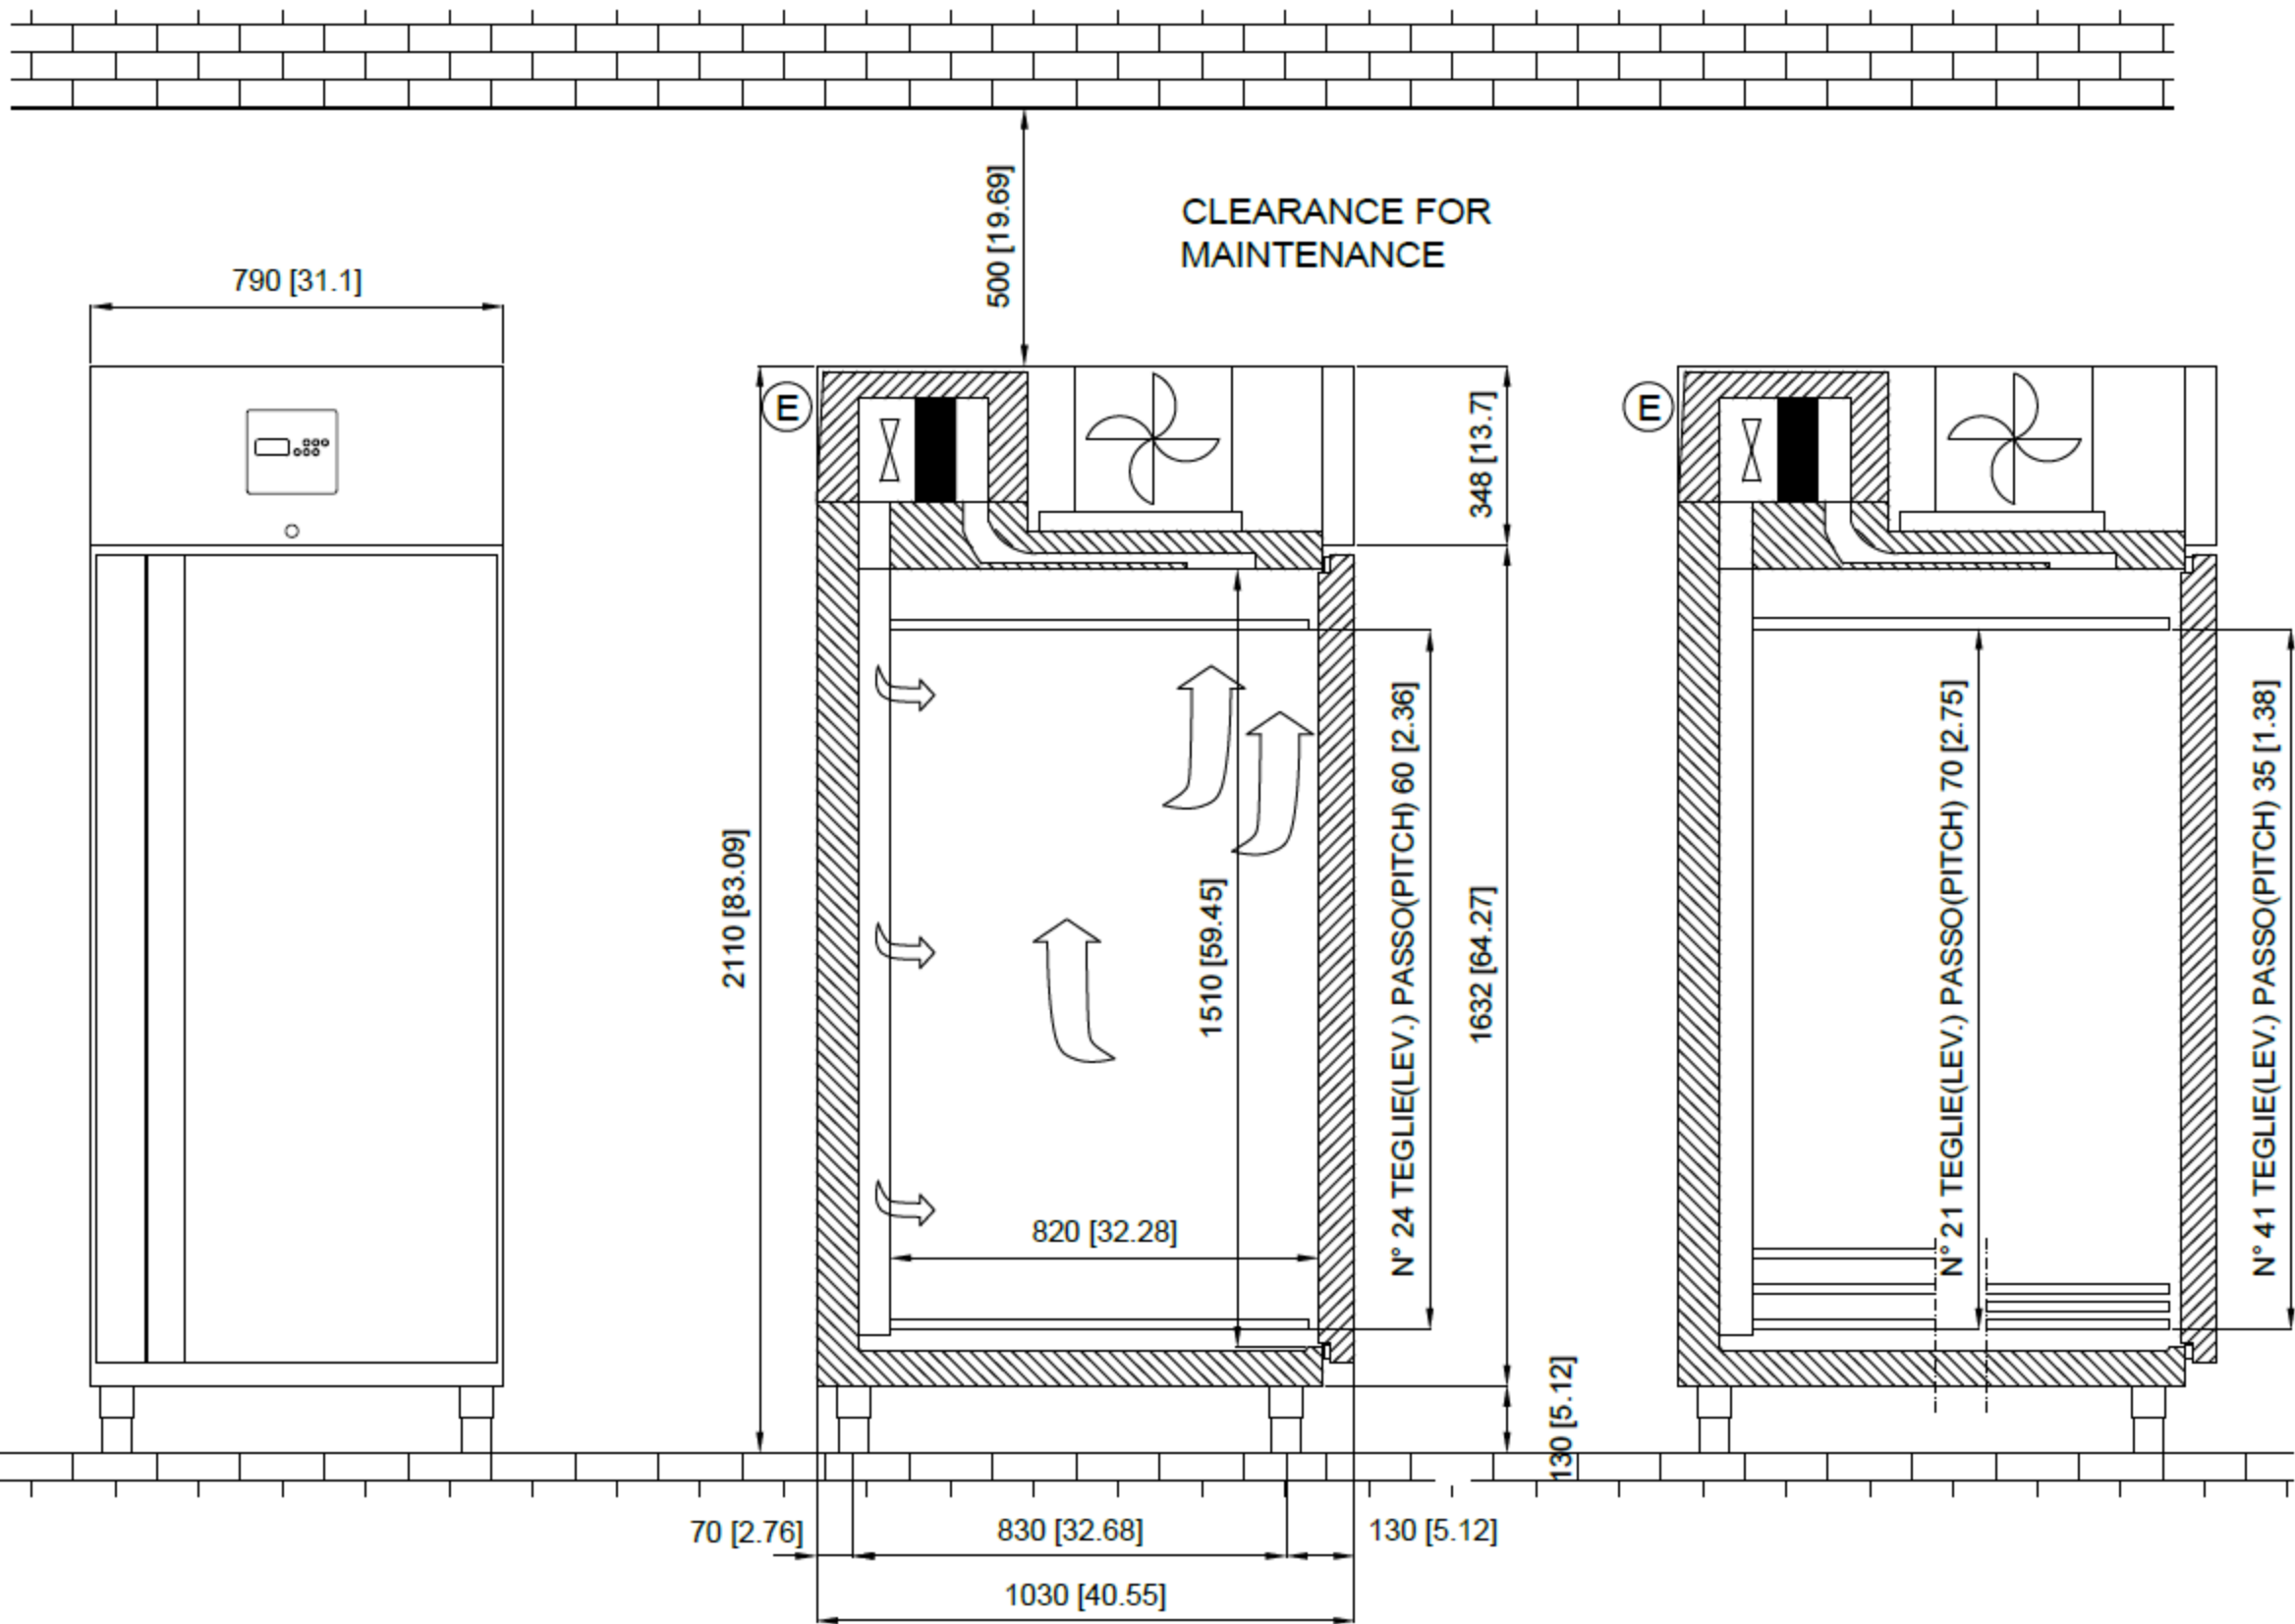 500 [19.69]
CLEARANCE FOR
MAINTENANCE
790 [31.1]
E
E
348 [13.7]
2110 [83.09]
1510 [59.45]
N° 24 TEGLIE(LEV.) PASSO(PITCH) 60 [2.36]
1632 [64.27]
N° 21 TEGLIE(LEV.) PASSO(PITCH) 70 [2.75]
N° 41 TEGLIE(LEV.) PASSO(PITCH) 35 [1.38]
820 [32.28]
130 [5.12]
70 [2.76]
830 [32.68]
130 [5.12]
1030 [40.55]